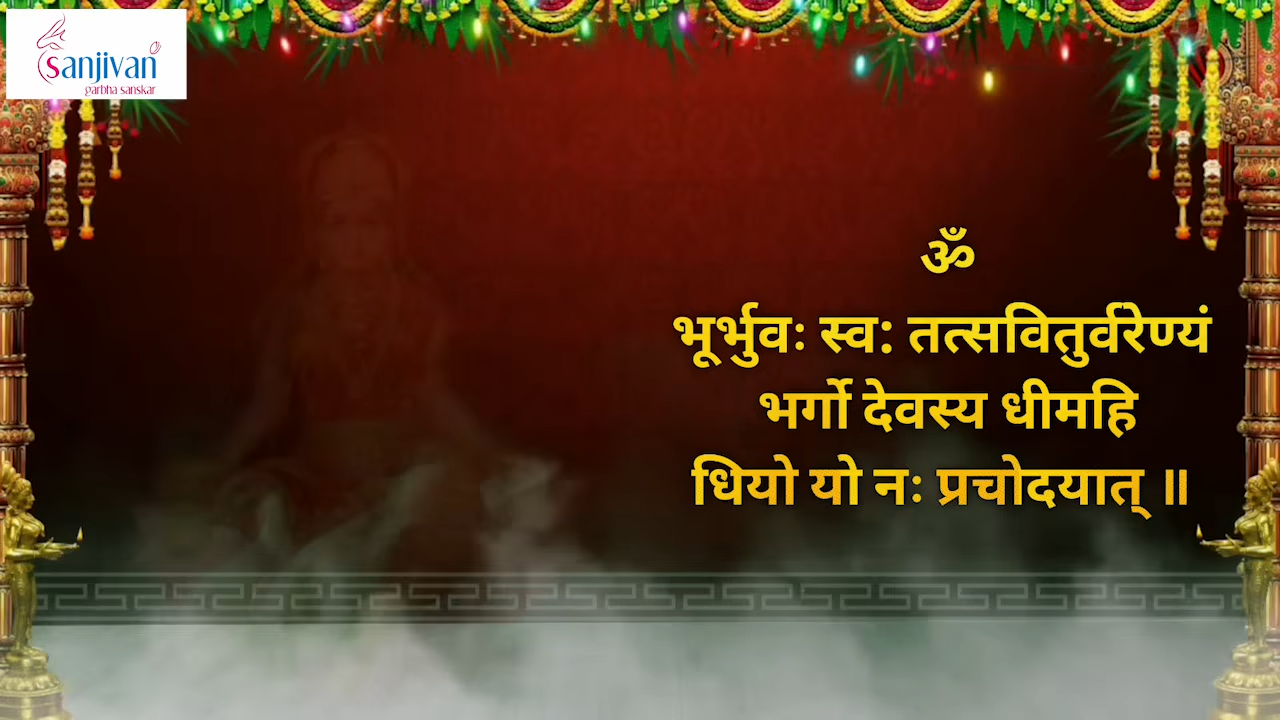 Sanjivan
garbha sanskar
ॐ
भूर्भुवः स्व: तत्सवितुर्वरेण्यं
भर्गो देवस्य धीमहि
धियो यो नः प्रचोदयात् ॥